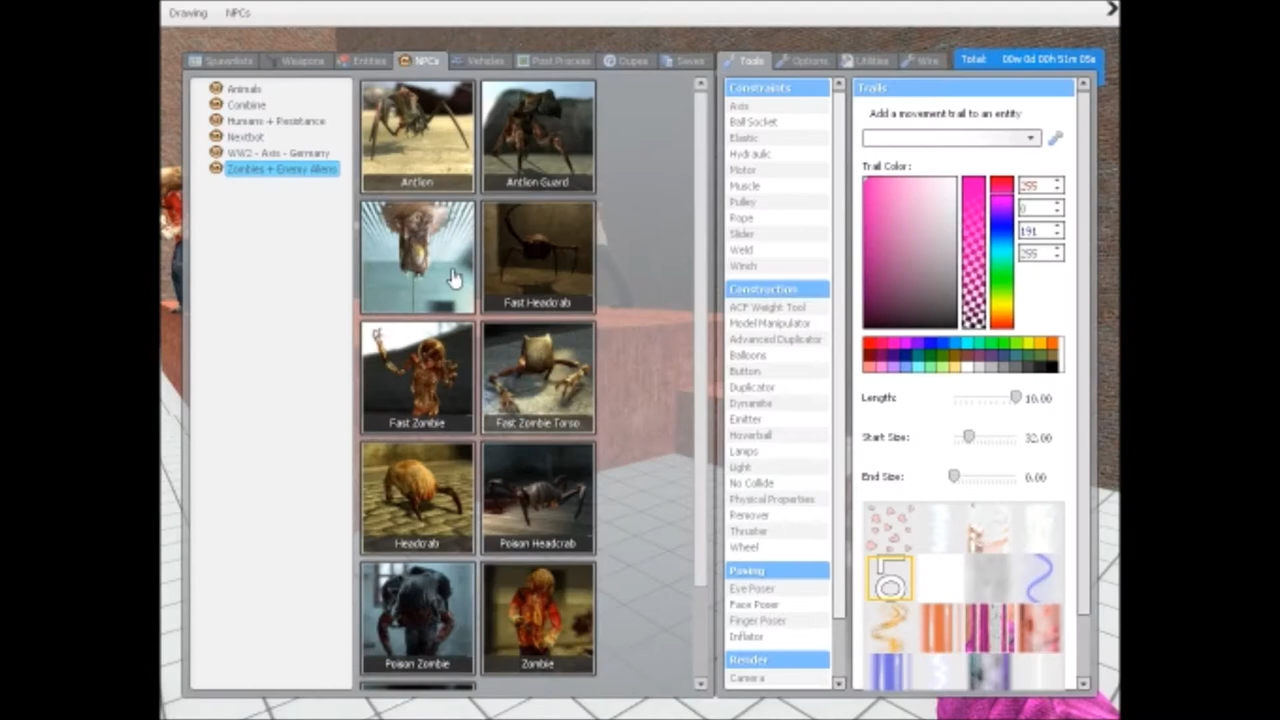 Drawing NPCs
Spawnlists Weapons Entities NPCs Vehicles Post Process Dupes Saves
Tools Options Utilities Wire
Total: 00w 0d 00h 51m 05s
Animals
Combine
Humans + Resistance
Nextbot
WW2 - Axis - Germany
Zombies + Enemy Aliens
Antlion Antlion Guard
Fast Headcrab
Fast Zombie Fast Zombie Torso
Headcrab Poison Headcrab
Poison Zombie Zombie
Constraints
Axis
Ball Socket
Elastic
Hydraulic
Motor
Muscle
Pulley
Rope
Slider
Weld
Winch
Construction
ACF Weight Tool
Model Manipulator
Advanced Duplicator
Balloons
Button
Duplicator
Dynamite
Emitter
Hoverball
Lamps
Light
No Collide
Physical Properties
Remover
Thruster
Wheel
Posing
Eye Poser
Face Poser
Finger Poser
Inflator
Render
Camera
Trails
Add a movement trail to an entity
Trail Color:
255
0
191
255
Length: 10.00
Start Size: 32.00
End Size: 0.00